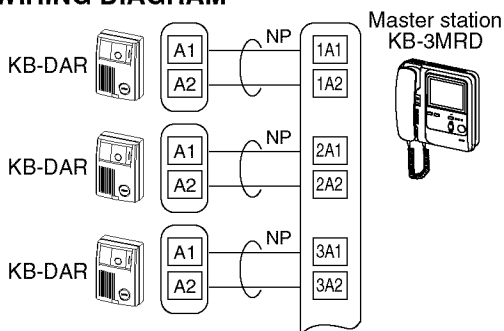 WIRING DIAGRAM
Master station
KB-3MRD
KB-DAR
A1
NP
1A1
A2
1A2
KB-DAR
A1
NP
2A1
A2
2A2
KB-DAR
A1
NP
3A1
A2
3A2